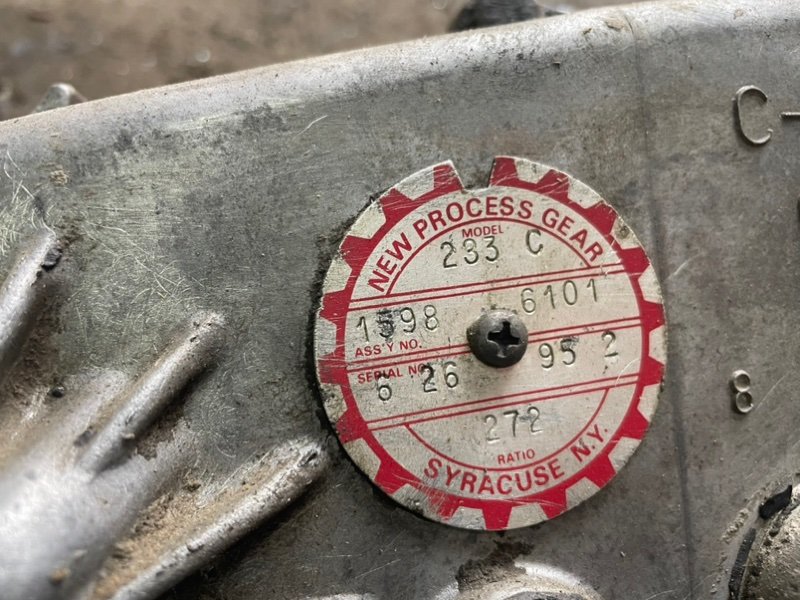 NEW PROCESS GEAR
MODEL
233 C
1598 6101
ASS'Y NO.
SERIAL NO.
6 26 95 2
272
RATIO
SYRACUSE N.Y.
C-
8